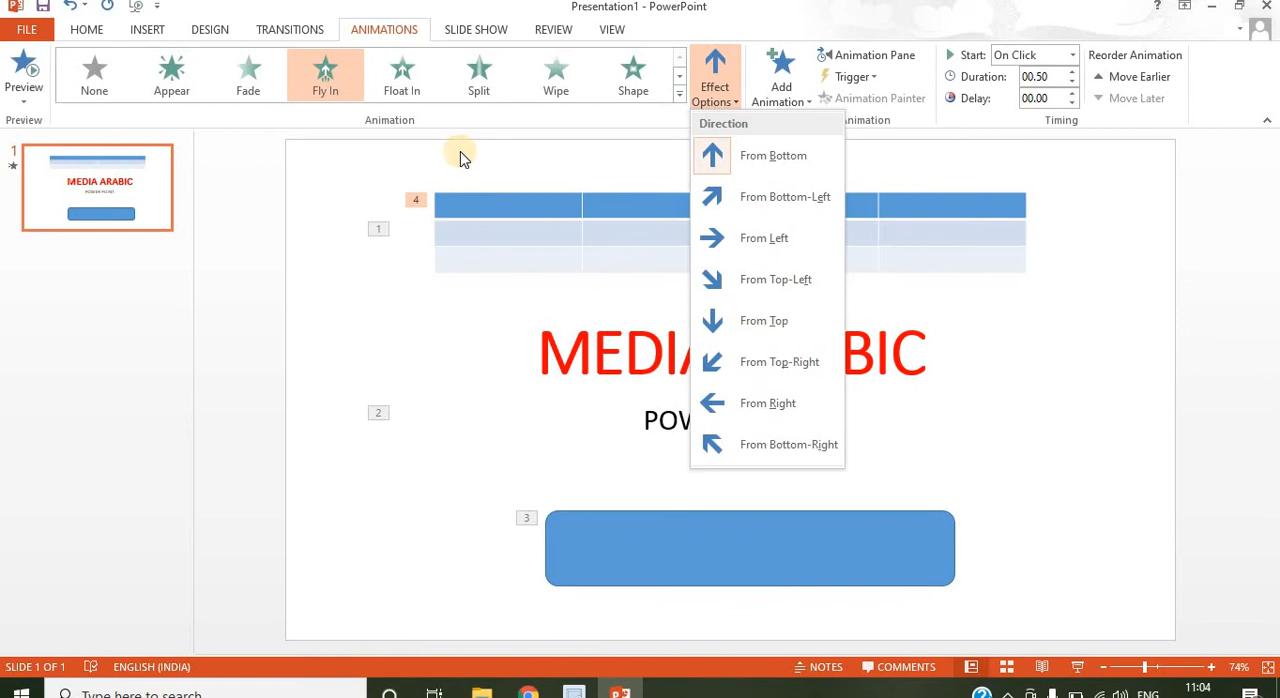 Presentation1 - PowerPoint
?
FILE HOME INSERT DESIGN TRANSITIONS ANIMATIONS SLIDE SHOW REVIEW VIEW
Preview
None
Appear
Fade
Fly In
Float In
Split
Wipe
Shape
Effect
Options
Add
Animation
Animation Pane
Trigger
Animation Painter
Start: On Click
Duration: 00.50
Delay: 00.00
Reorder Animation
Move Earlier
Move Later
Preview
Animation
Animation
Timing
Direction
From Bottom
From Bottom-Left
From Left
From Top-Left
From Top
From Top-Right
From Right
From Bottom-Right
1
MEDIA ARABIC
POWER POINT
4
1
MEDIA BIC
2
POW
3
SLIDE 1 OF 1 ENGLISH (INDIA) NOTES COMMENTS 74%
Type here to search
ENG
11:04